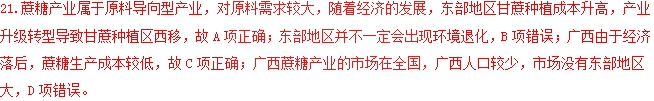 21.蔗糖产业属于原料导向型产业，对原料需求较大，随着经济的发展，东部地区甘蔗种植成本升高，产业
升级转型导致甘蔗种植区西移，故 A 项正确；东部地区并不一定会出现环境退化，B 项错误；广西由于经济
落后，蔗糖生产成本较低，故 C 项正确；广西蔗糖产业的市场在全国，广西人口较少，市场没有东部地区
大，D 项错误。